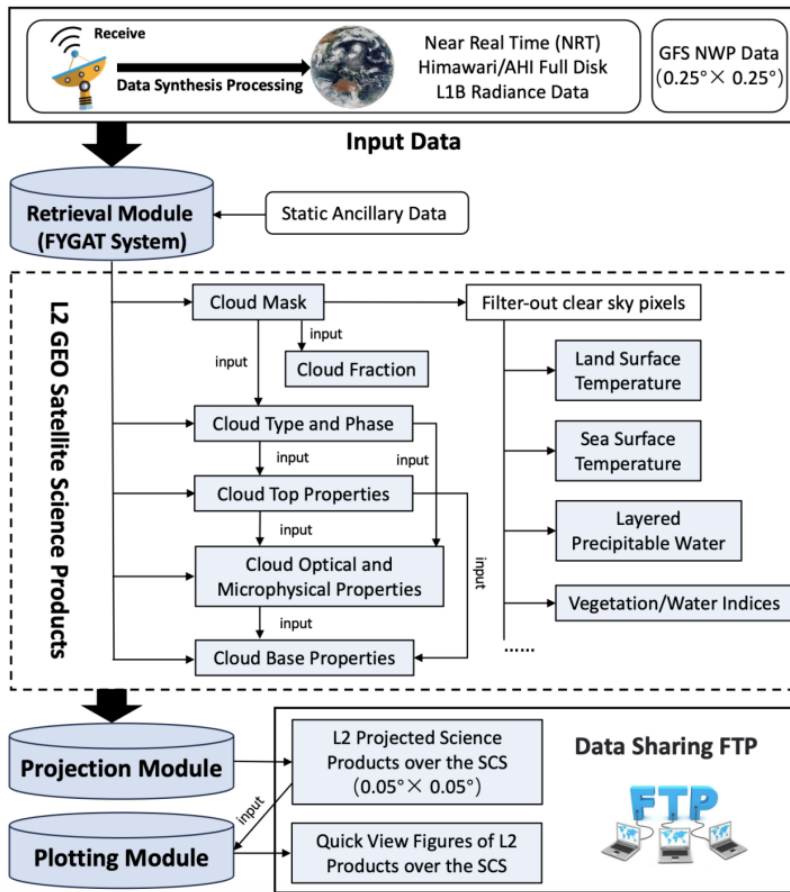 Receive
Data Synthesis Processing
Near Real Time (NRT)
Himawari/AHI Full Disk
L1B Radiance Data
GFS NWP Data
(0.25°× 0.25°)
Input Data
Retrieval Module
(FYGAT System)
Static Ancillary Data
L2 GEO Satellite Science Products
Cloud Mask
Filter-out clear sky pixels
input
input
Cloud Fraction
Land Surface
Temperature
Cloud Type and Phase
input
input
Sea Surface
Temperature
Cloud Top Properties
input
Layered
Precipitable Water
Cloud Optical and
Microphysical Properties
input
input
Vegetation/Water Indices
Cloud Base Properties
......
Projection Module
L2 Projected Science
Products over the SCS
(0.05°× 0.05°)
Data Sharing FTP
input
FTP
Plotting Module
Quick View Figures of L2
Products over the SCS